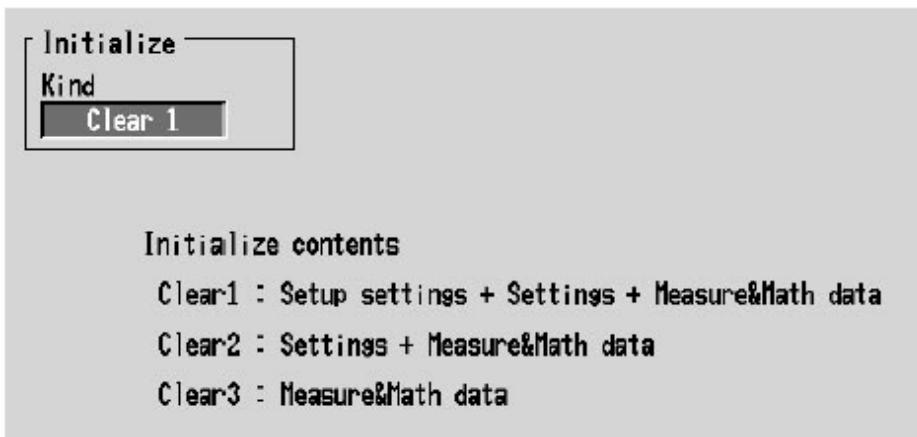 Initialize
Kind
Clear 1
Initialize contents
Clear1 : Setup settings + Settings + Measure&Math data
Clear2 : Settings + Measure&Math data
Clear3 : Measure&Math data